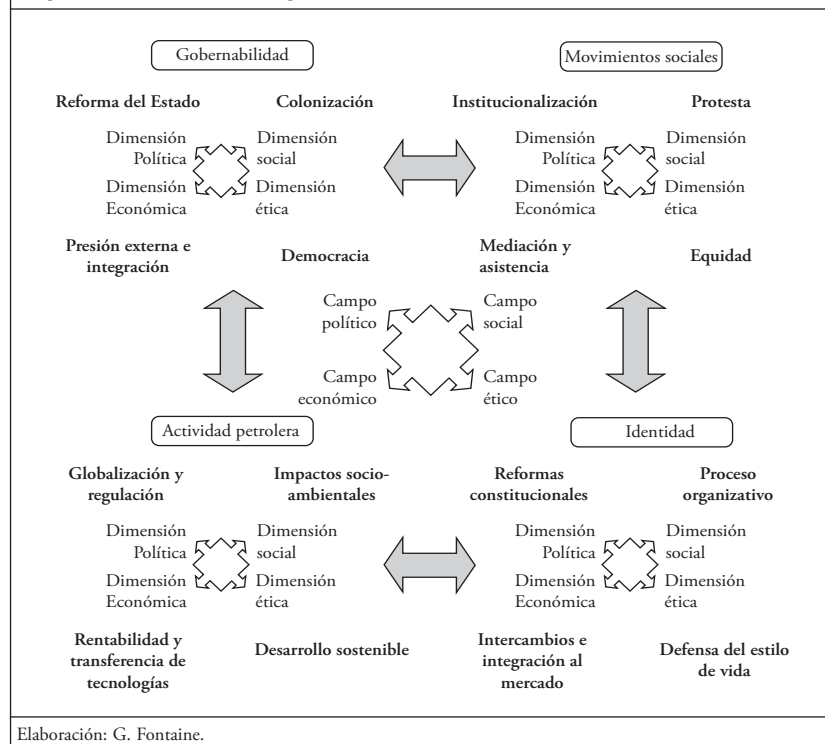 Gobernabilidad
Movimientos sociales
Reforma del Estado
Colonización
Institucionalización
Protesta
Dimensión
Política
Dimensión
social
Dimensión
Económica
Dimensión
ética
Dimensión
Política
Dimensión
social
Dimensión
Económica
Dimensión
ética
Presión externa e
integración
Democracia
Mediación y
asistencia
Equidad
Campo
político
Campo
social
Campo
económico
Campo
ético
Actividad petrolera
Identidad
Globalización y
regulación
Impactos socio-
ambientales
Reformas
constitucionales
Proceso
organizativo
Dimensión
Política
Dimensión
social
Dimensión
Económica
Dimensión
ética
Dimensión
Política
Dimensión
social
Dimensión
Económica
Dimensión
ética
Rentabilidad y
transferencia de
tecnologías
Desarrollo sostenible
Intercambios e
integración al
mercado
Defensa del estilo
de vida
Elaboración: G. Fontaine.